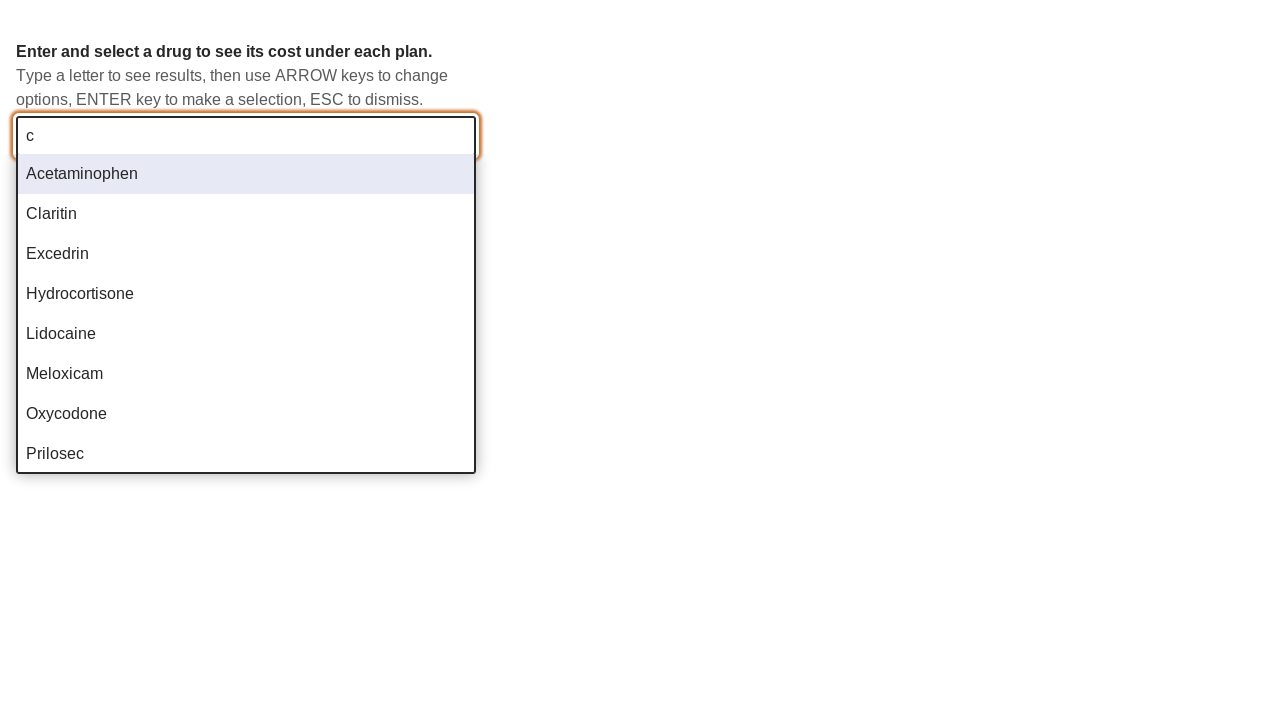 Enter and select a drug to see its cost under each plan.
Type a letter to see results, then use ARROW keys to change
options, ENTER key to make a selection, ESC to dismiss.
c
Acetaminophen
Claritin
Excedrin
Hydrocortisone
Lidocaine
Meloxicam
Oxycodone
Prilosec